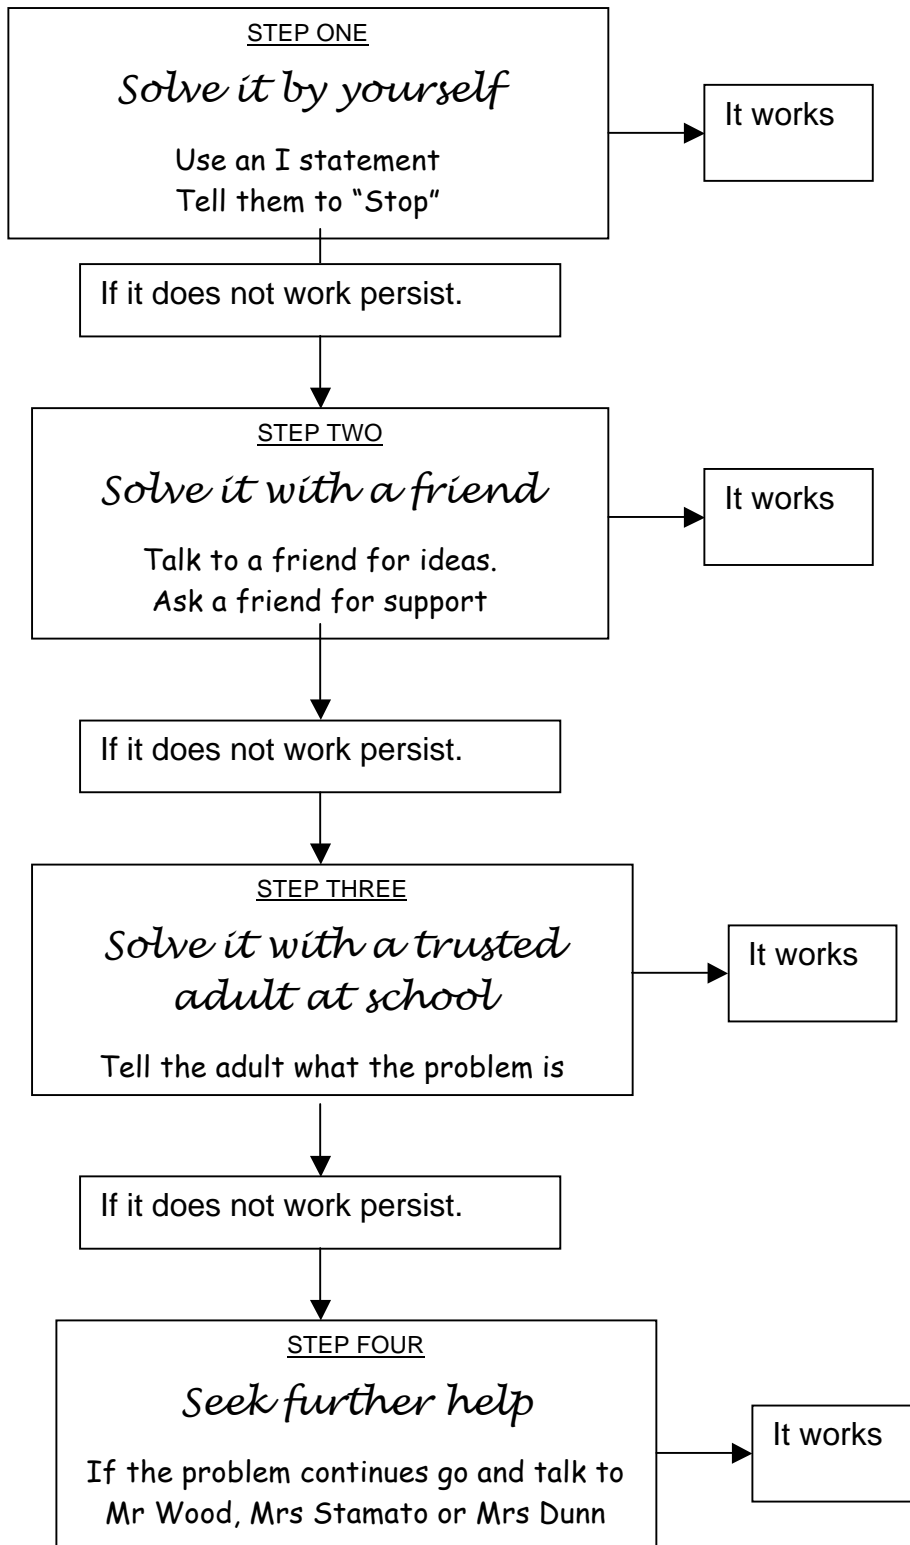 STEP ONE
Solve it by yourself
Use an I statement
Tell them to “Stop”
It works
If it does not work persist.
STEP TWO
Solve it with a friend
Talk to a friend for ideas.
Ask a friend for support
It works
If it does not work persist.
STEP THREE
Solve it with a trusted
adult at school
Tell the adult what the problem is
It works
If it does not work persist.
STEP FOUR
Seek further help
If the problem continues go and talk to
Mr Wood, Mrs Stamato or Mrs Dunn
It works